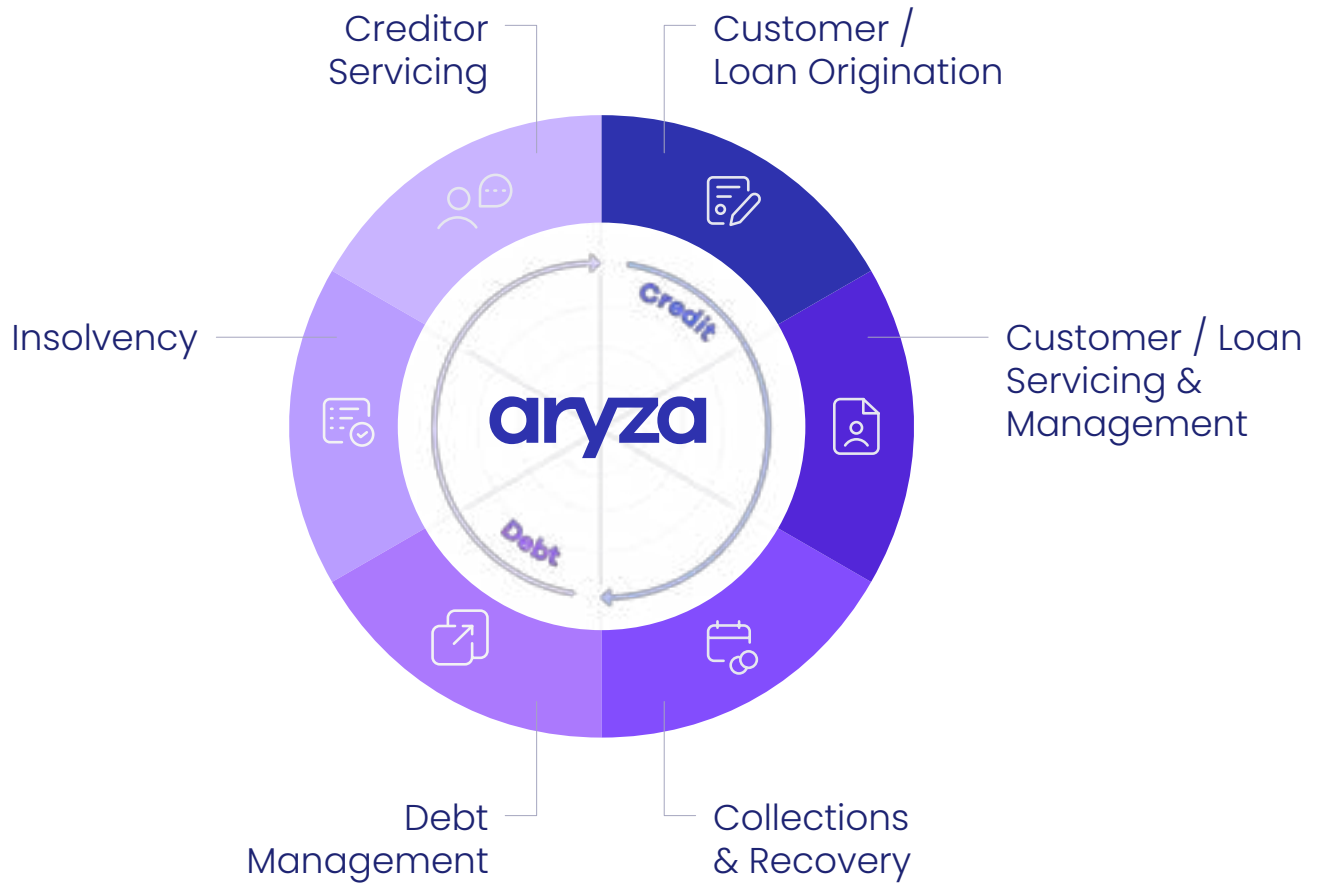 Creditor
Servicing
Customer /
Loan Origination
Credit
Insolvency
Customer / Loan
Servicing &
Management
aryza
Debt
Debt
Management
Collections
& Recovery